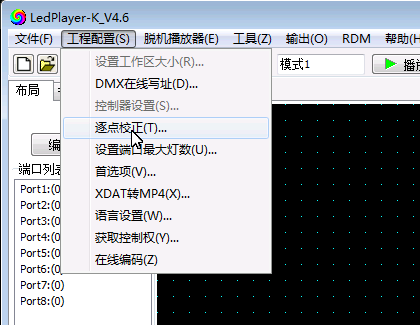 LedPlayer-K_V4.6
文件(F) 工程配置(S) 脱机播放器(E) 工具(Z) 输出(O) RDM 帮助(H
模式1 播放
布局
设置工作区大小(R)...
DMX在线写址(D)...
控制器设置(S)...
逐点校正(T)...
设置端口最大灯数(U)...
首选项(V)...
XDAT转MP4(X)...
语言设置(W)...
获取控制权(Y)...
在线编码(Z)
编
端口列表
Port1:(0)
Port2:(0)
Port3:(0)
Port4:(0)
Port5:(0)
Port6:(0)
Port7:(0)
Port8:(0)